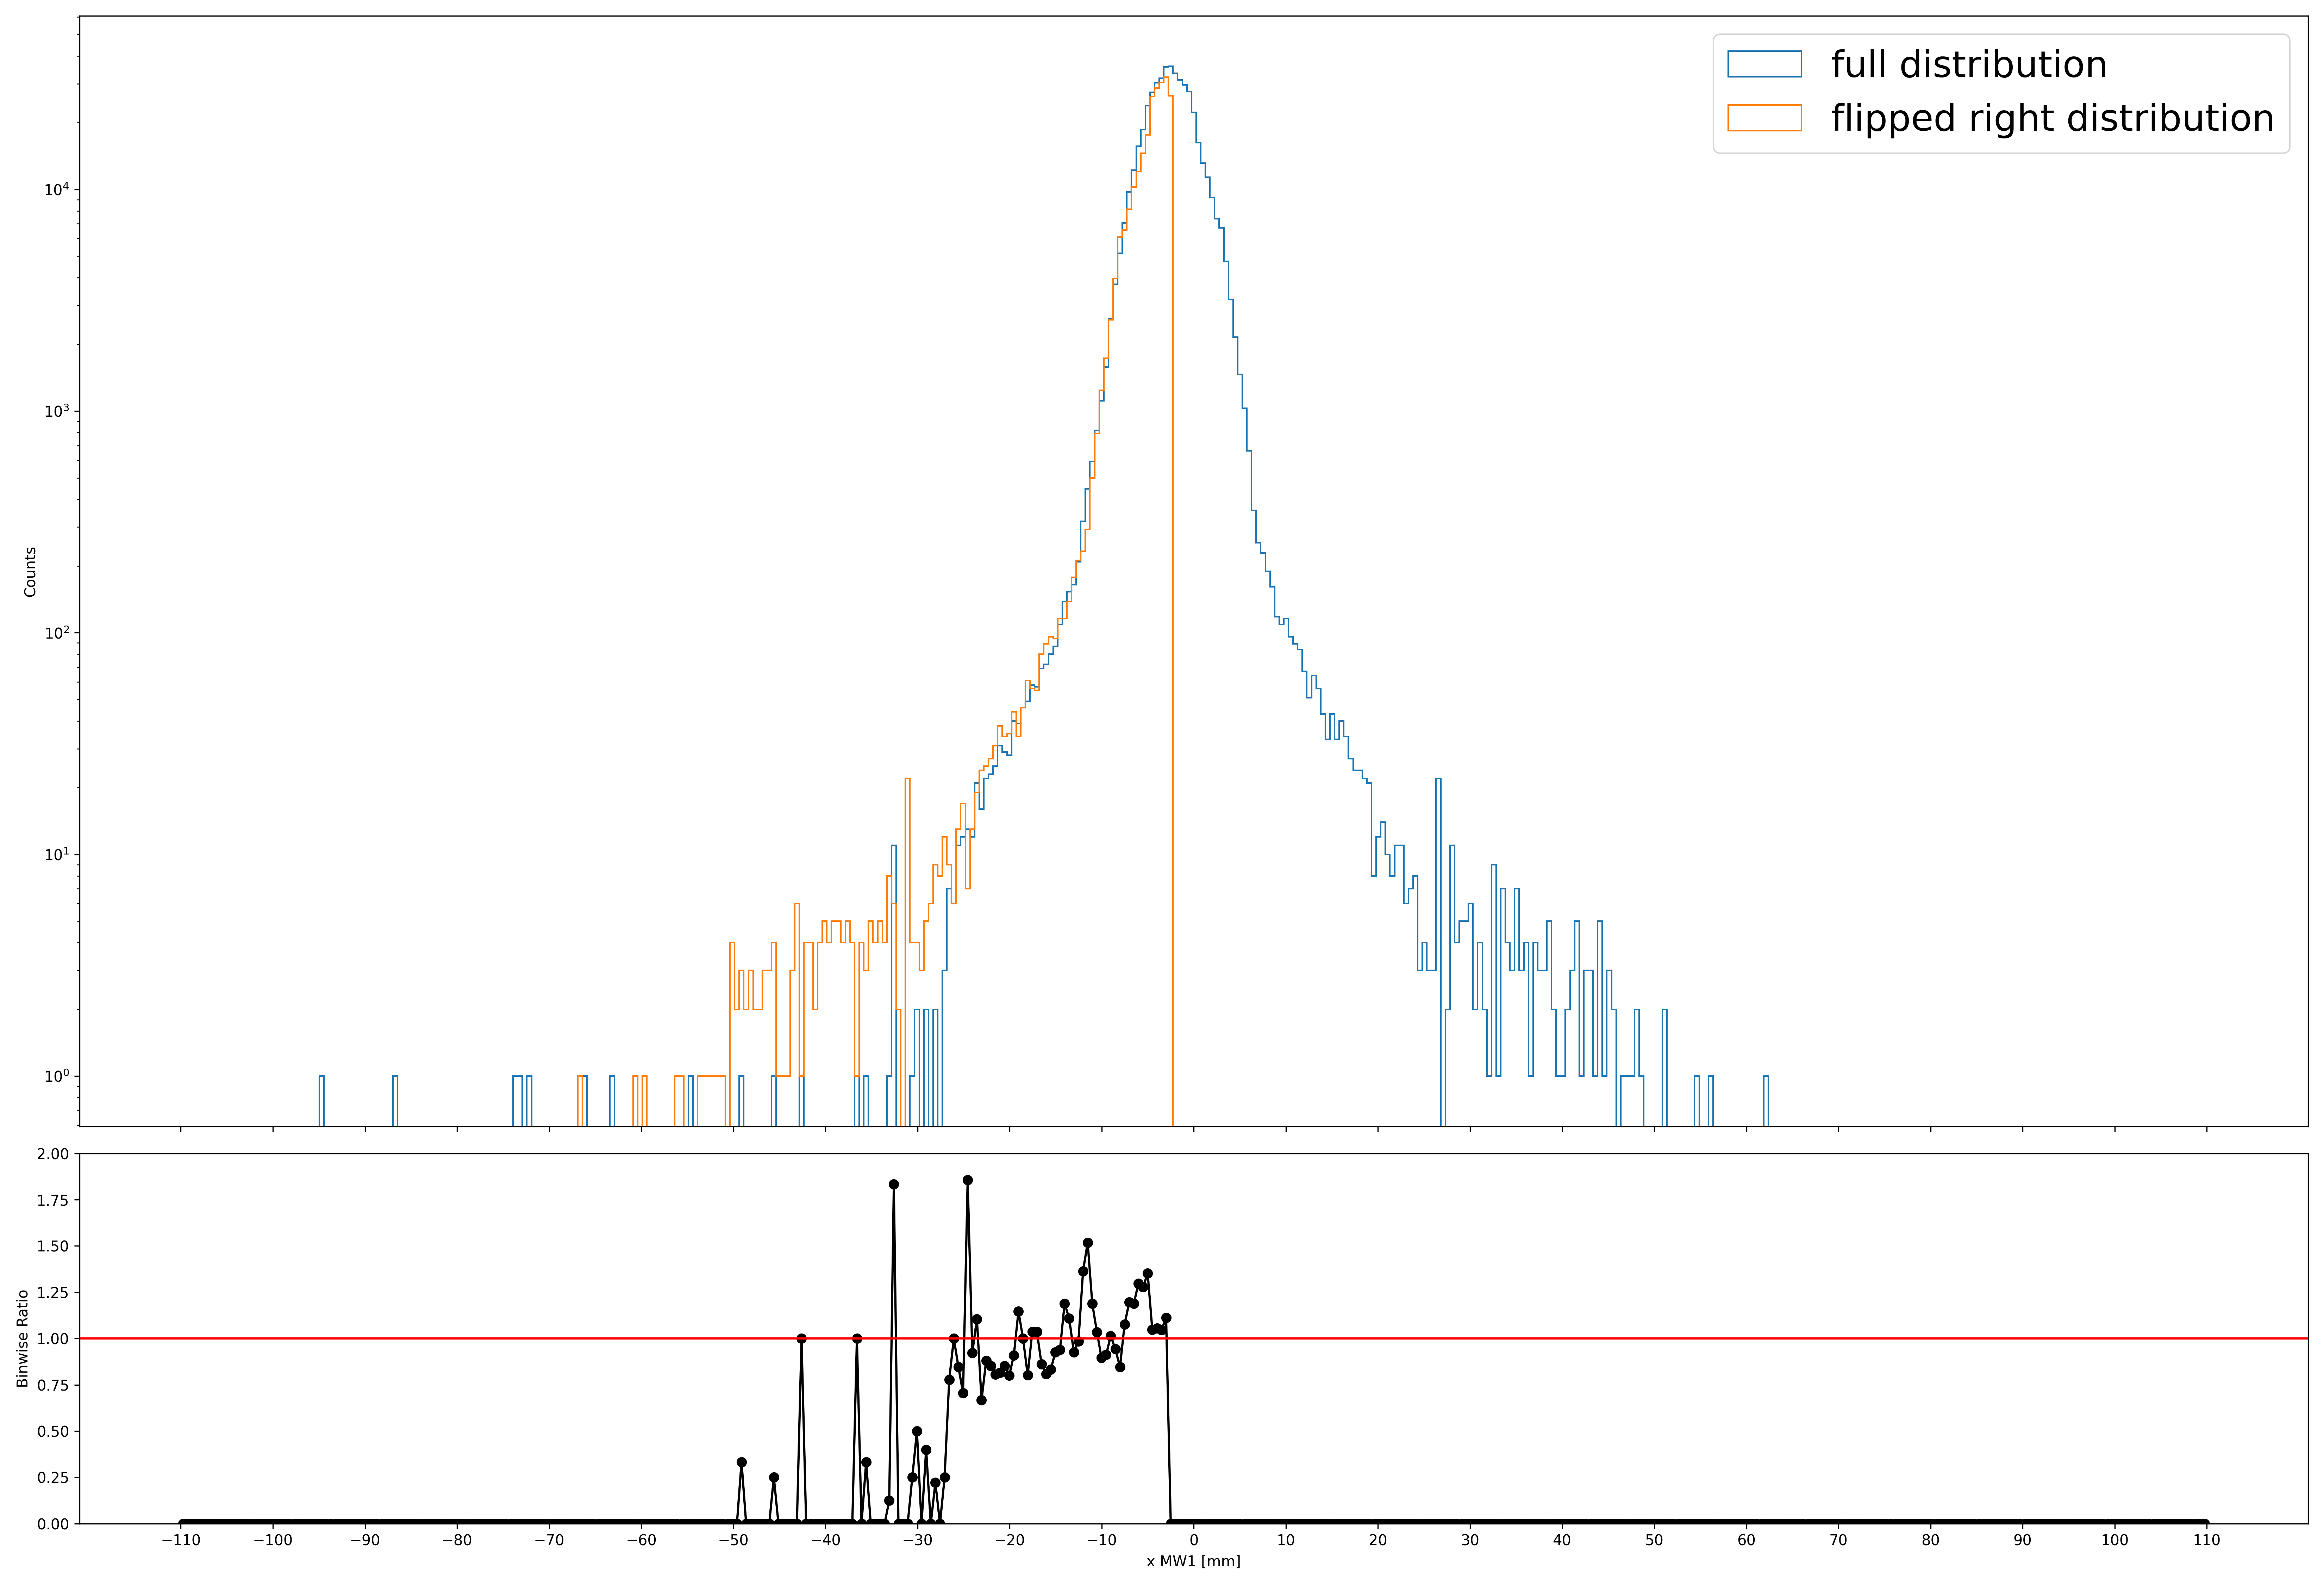 full distribution
flipped right distribution
Counts
10⁴
10³
10²
10¹
10⁰
Binwise Ratio
2.00
1.75
1.50
1.25
1.00
0.75
0.50
0.25
0.00
−110 −100 −90 −80 −70 −60 −50 −40 −30 −20 −10 0 10 20 30 40 50 60 70 80 90 100 110
x MW1 [mm]